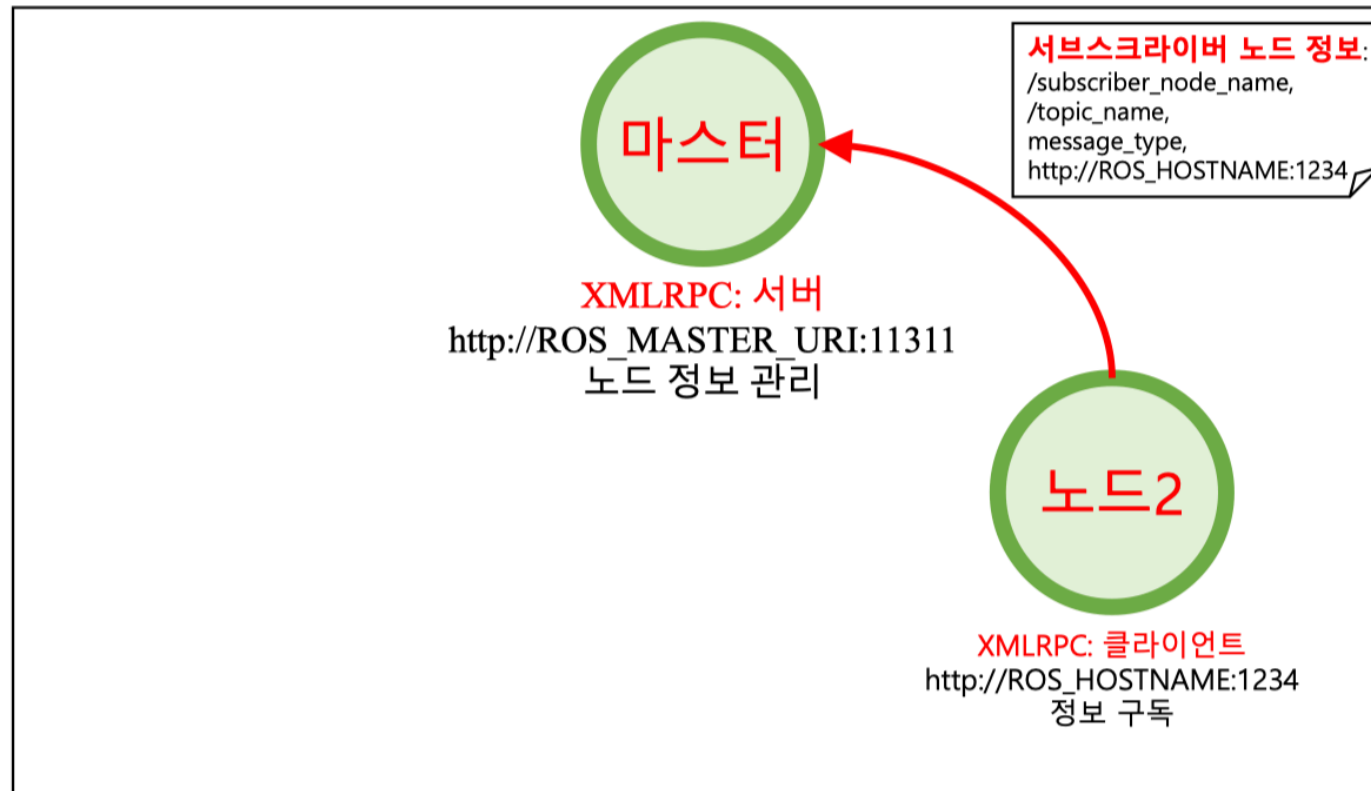 마스터
XMLRPC: 서버
http://ROS_MASTER_URI:11311
노드 정보 관리
서브스크라이버 노드 정보:
/subscriber_node_name,
/topic_name,
message_type,
http://ROS_HOSTNAME:1234
노드2
XMLRPC: 클라이언트
http://ROS_HOSTNAME:1234
정보 구독